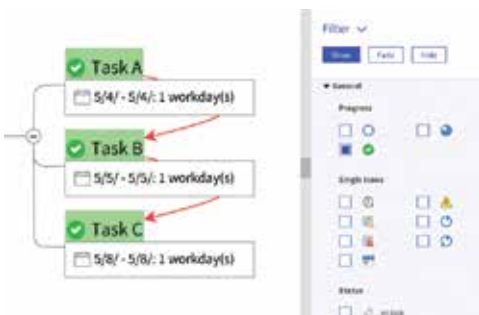 Task A
5/4/ - 5/4/: 1 workday(s)
Task B
5/5/ - 5/5/: 1 workday(s)
Task C
5/8/ - 5/8/: 1 workday(s)
Filter
Show
Fade
Hide
General
Progress
Single Icons
Status